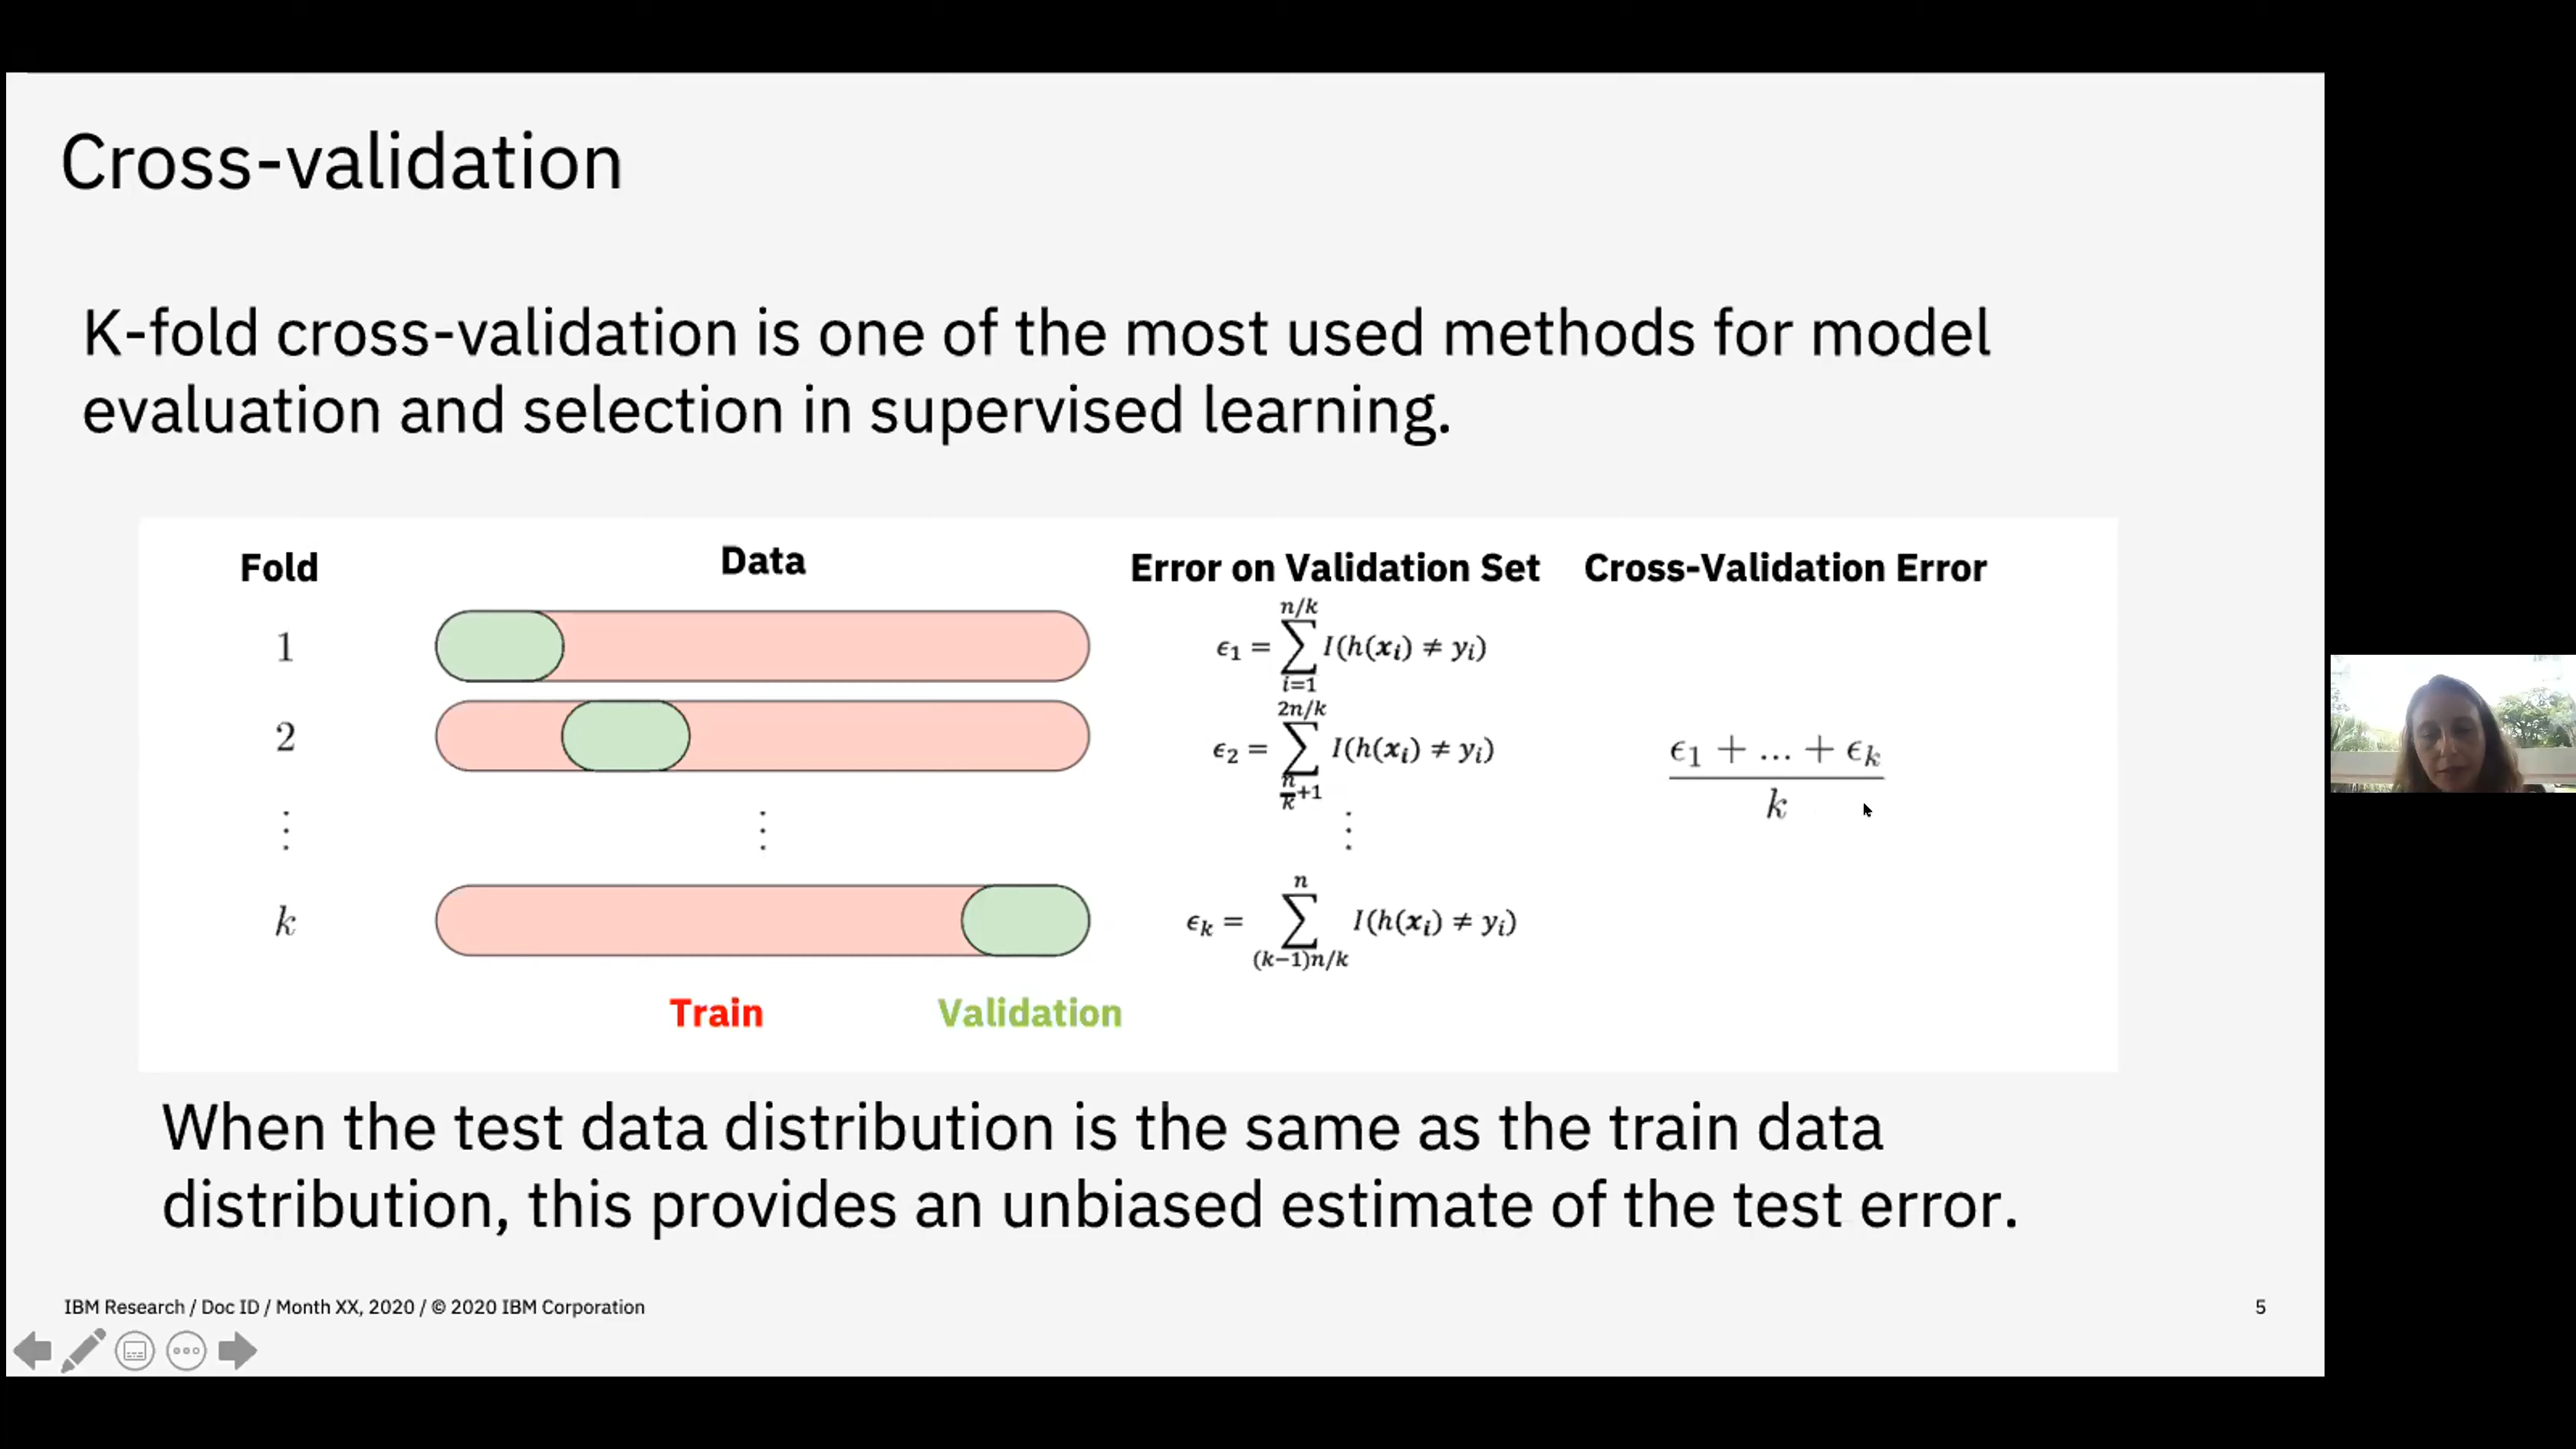 Cross-validation
K-fold cross-validation is one of the most used methods for model
evaluation and selection in supervised learning.
Fold Data Error on Validation Set Cross-Validation Error
1 ϵ₁ = ∑_{i=1}^{n/k} I(h(xᵢ) ≠ yᵢ)
2 ϵ₂ = ∑_{n/k+1}^{2n/k} I(h(xᵢ) ≠ yᵢ) (ϵ₁ + ... + ϵₖ)/k
⋮ ⋮ ⋮
k ϵₖ = ∑_{(k−1)n/k}^{n} I(h(xᵢ) ≠ yᵢ)
Train Validation
When the test data distribution is the same as the train data
distribution, this provides an unbiased estimate of the test error.
IBM Research / Doc ID / Month XX, 2020 / © 2020 IBM Corporation 5